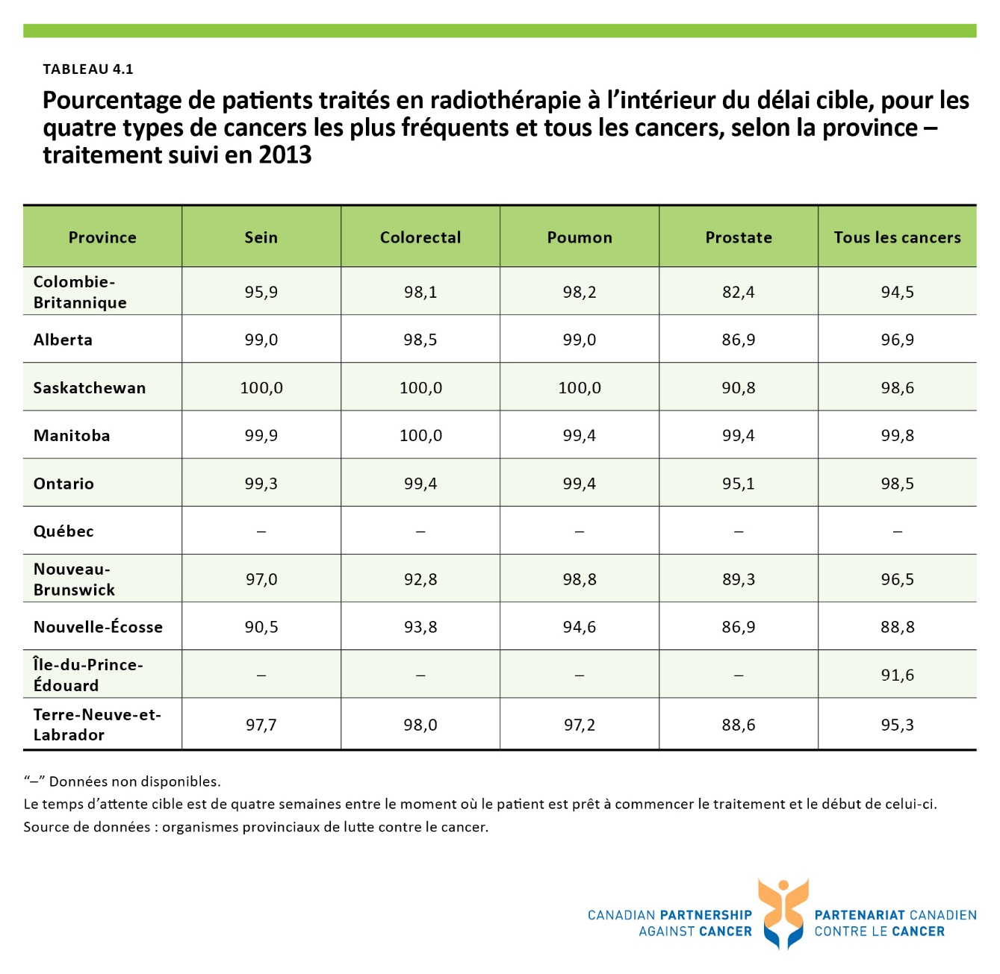 TABLEAU 4.1
Pourcentage de patients traités en radiothérapie à l’intérieur du délai cible, pour les
quatre types de cancers les plus fréquents et tous les cancers, selon la province –
traitement suivi en 2013
Province Sein Colorectal Poumon Prostate Tous les cancers
Colombie-
Britannique 95,9 98,1 98,2 82,4 94,5
Alberta 99,0 98,5 99,0 86,9 96,9
Saskatchewan 100,0 100,0 100,0 90,8 98,6
Manitoba 99,9 100,0 99,4 99,4 99,8
Ontario 99,3 99,4 99,4 95,1 98,5
Québec – – – – –
Nouveau-
Brunswick 97,0 92,8 98,8 89,3 96,5
Nouvelle-Écosse 90,5 93,8 94,6 86,9 88,8
Île-du-Prince-
Édouard – – – – 91,6
Terre-Neuve-et-
Labrador 97,7 98,0 97,2 88,6 95,3
“–” Données non disponibles.
Le temps d’attente cible est de quatre semaines entre le moment où le patient est prêt à commencer le traitement et le début de celui-ci.
Source de données : organismes provinciaux de lutte contre le cancer.
CANADIAN PARTNERSHIP
AGAINST CANCER
PARTENARIAT CANADIEN
CONTRE LE CANCER